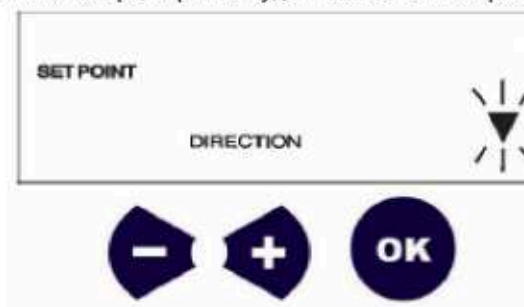 SET POINT
DIRECTION
- + OK